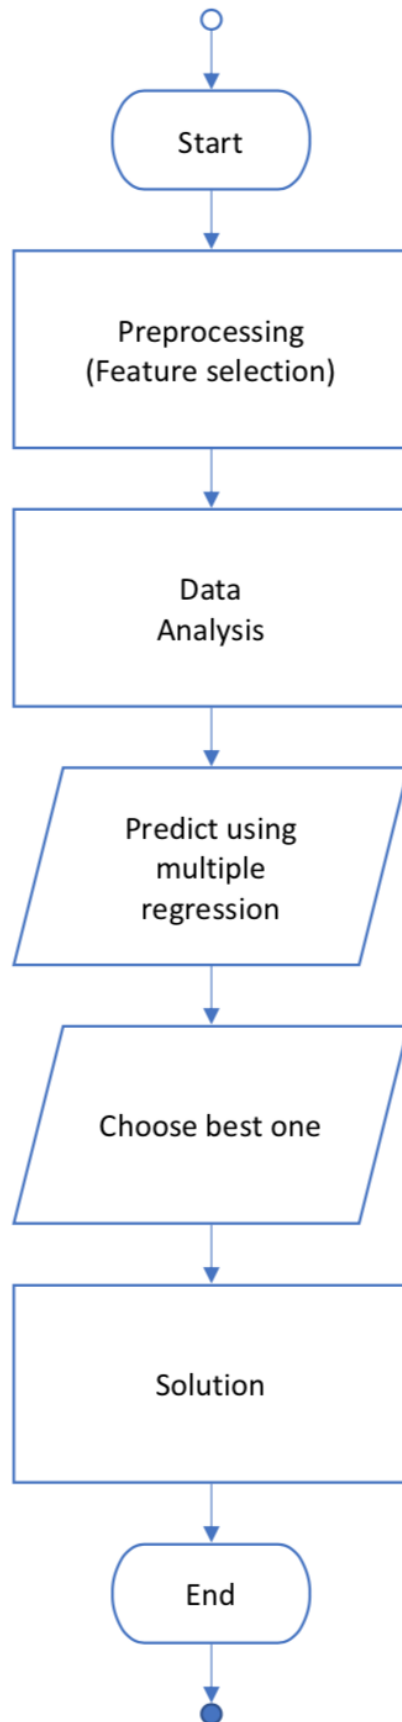 Start
Preprocessing
(Feature selection)
Data
Analysis
Predict using
multiple
regression
Choose best one
Solution
End